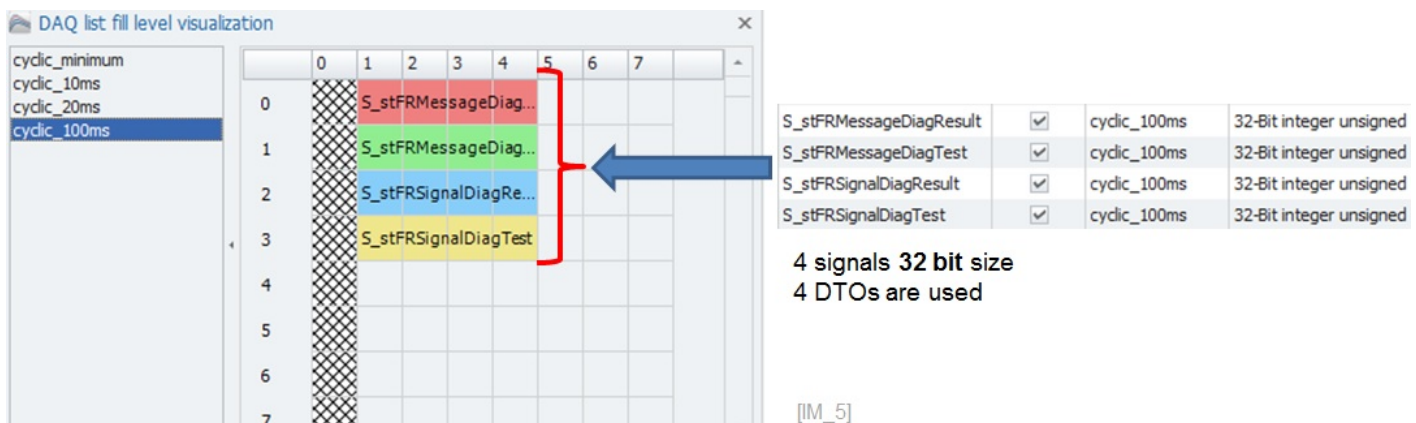 DAQ list fill level visualization
cyclic_minimum
cyclic_10ms
cyclic_20ms
cyclic_100ms
0 1 2 3 4 5 6 7
0 S_stFRMessageDiag...
1 S_stFRMessageDiag...
2 S_stFRSignalDiagRe...
3 S_stFRSignalDiagTest
4
5
6
7
S_stFRMessageDiagResult cyclic_100ms 32-Bit integer unsigned
S_stFRMessageDiagTest cyclic_100ms 32-Bit integer unsigned
S_stFRSignalDiagResult cyclic_100ms 32-Bit integer unsigned
S_stFRSignalDiagTest cyclic_100ms 32-Bit integer unsigned
4 signals 32 bit size
4 DTOs are used
[IM_5]